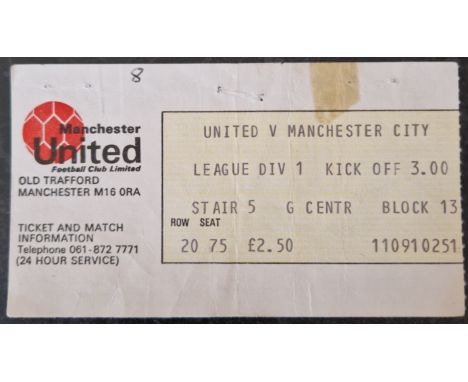 8
Manchester
United
Football Club Limited
OLD TRAFFORD
MANCHESTER M16 0RA
TICKET AND MATCH
INFORMATION
Telephone 061-872 7771
(24 HOUR SERVICE)
UNITED V MANCHESTER CITY
LEAGUE DIV 1 KICK OFF 3.00
STAIR 5 G CENTR BLOCK 13
ROW SEAT
20 75 £2.50 110910251